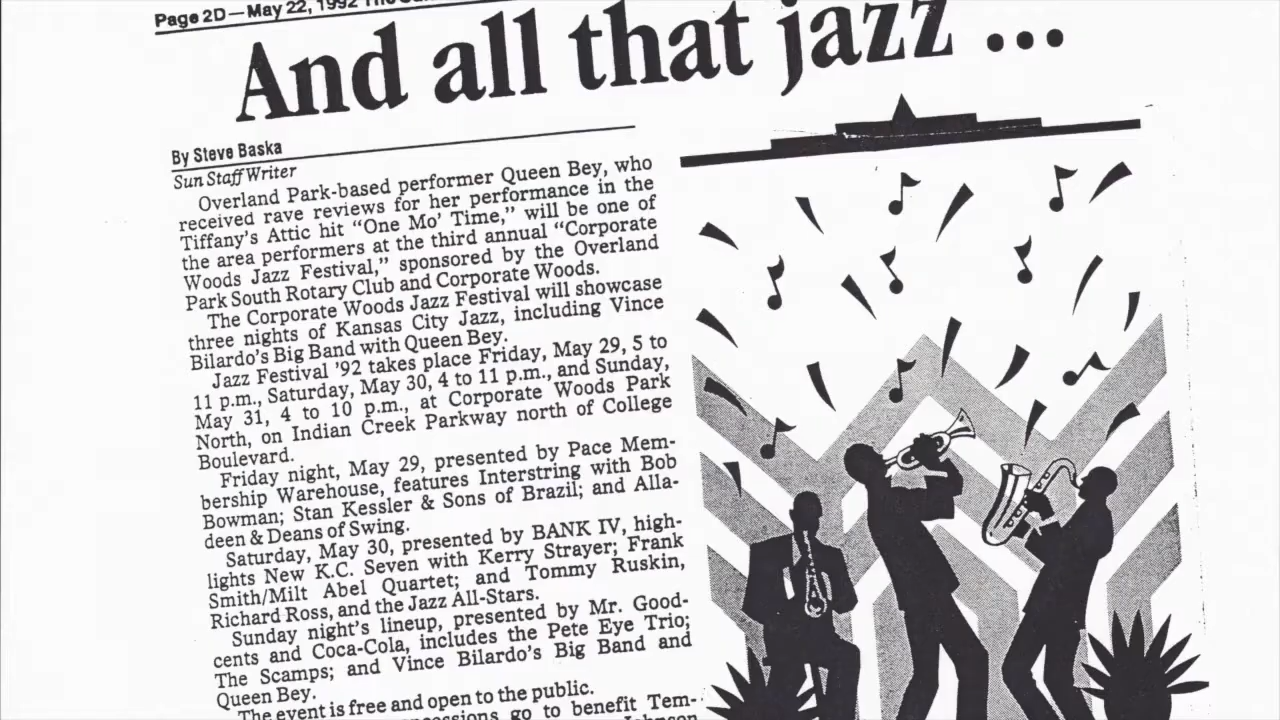 Page 2D—May 22, 1992 The Sun
And all that jazz ...
By Steve Baska
Sun Staff Writer
Overland Park-based performer Queen Bey, who
received rave reviews for her performance in the
Tiffany's Attic hit “One Mo' Time,” will be one of
the area performers at the third annual “Corporate
Woods Jazz Festival,” sponsored by the Overland
Park South Rotary Club and Corporate Woods.
The Corporate Woods Jazz Festival will showcase
three nights of Kansas City Jazz, including Vince
Bilardo's Big Band with Queen Bey.
Jazz Festival '92 takes place Friday, May 29, 5 to
11 p.m., Saturday, May 30, 4 to 11 p.m., and Sunday,
May 31, 4 to 10 p.m., at Corporate Woods Park
North, on Indian Creek Parkway north of College
Boulevard.
Friday night, May 29, presented by Pace Mem-
bership Warehouse, features Interstring with Bob
Bowman; Stan Kessler & Sons of Brazil; and Alla-
deen & Deans of Swing.
Saturday, May 30, presented by BANK IV, high-
lights New K.C. Seven with Kerry Strayer; Frank
Smith/Milt Abel Quartet; and Tommy Ruskin,
Richard Ross, and the Jazz All-Stars.
Sunday night's lineup, presented by Mr. Good-
cents and Coca-Cola, includes the Pete Eye Trio;
The Scamps; and Vince Bilardo's Big Band and
Queen Bey.
The event is free and open to the public.
go to benefit Tem-
Johnson